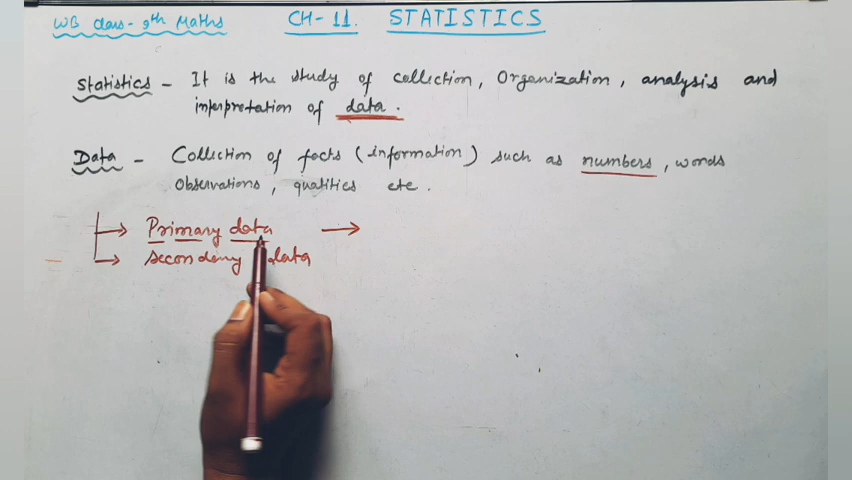 WB Class - 9th Maths CH - 11. STATISTICS
Statistics - It is the study of collection, Organization, analysis and
interpretation of data.
Data - Collection of facts (information) such as numbers, words
Observations, qualities etc.
Primary data →
Secondary data